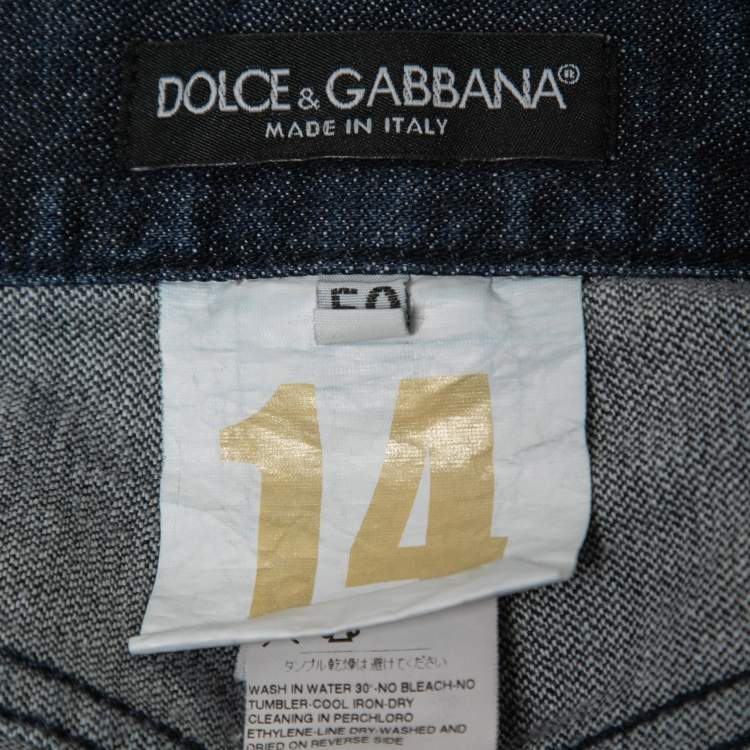 DOLCE & GABBANA®
MADE IN ITALY
50
14
タンブル乾燥は避けてください
WASH IN WATER 30°-NO BLEACH-NO
TUMBLER-COOL IRON-DRY
CLEANING IN PERCHLORO
ETHYLENE-LINE DRY-WASHED AND
DRIED ON REVERSE SIDE